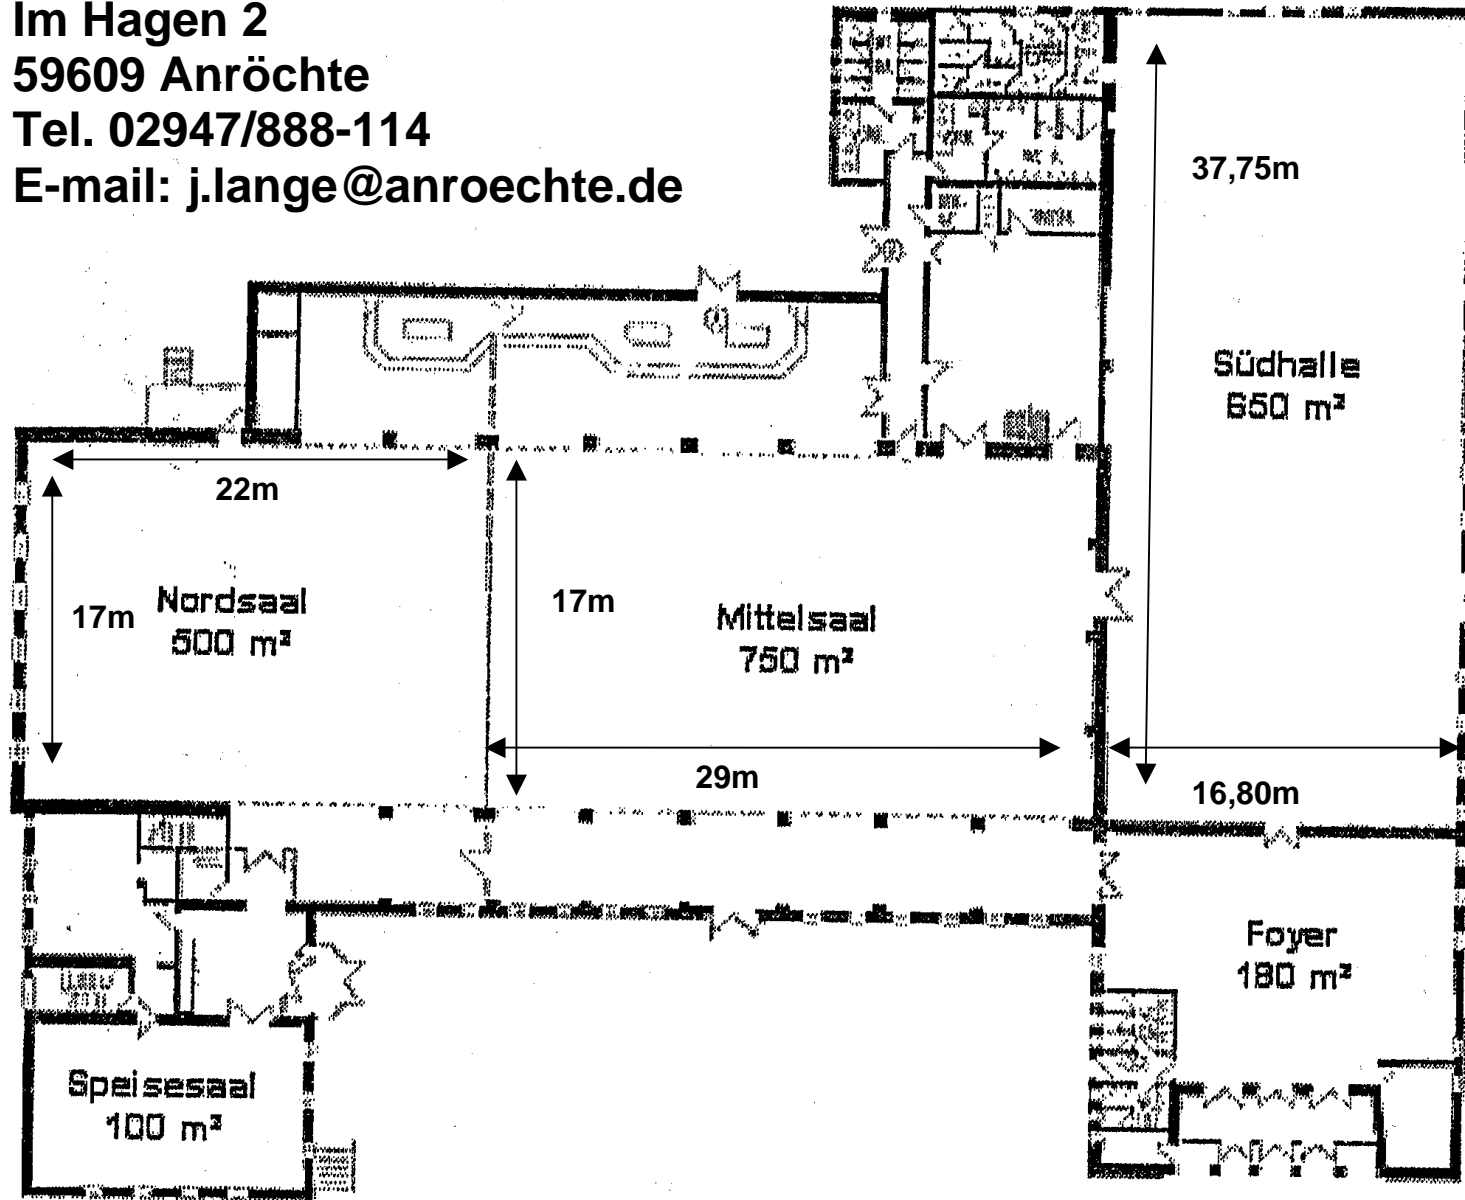 Im Hagen 2
59609 Anröchte
Tel. 02947/888-114
E-mail: j.lange@anroechte.de
37,75m
Südhalle
650 m²
22m
17m
Nordsaal
500 m²
17m
Mittelsaal
750 m²
29m
16,80m
Foyer
180 m²
Speisesaal
100 m²